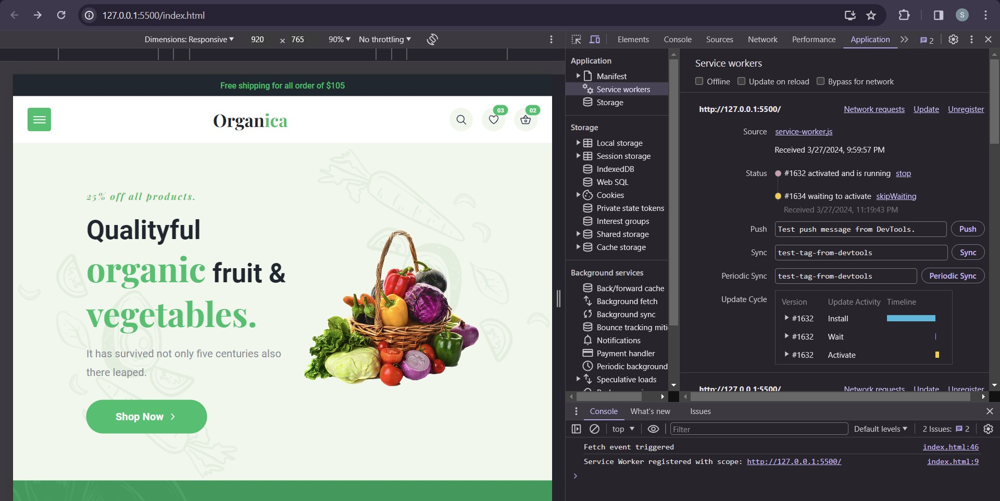 127.0.0.1:5500/index.html
S
Dimensions: Responsive 920 × 765 90% No throttling
Elements Console Sources Network Performance Application 2
Free shipping for all order of $105
Organica
03
02
25% off all products.
Qualityful
organic fruit &
vegetables.
It has survived not only five centuries also
there leaped.
Shop Now
Application
Manifest
Service workers
Storage
Storage
Local storage
Session storage
IndexedDB
Web SQL
Cookies
Private state tokens
Interest groups
Shared storage
Cache storage
Background services
Back/forward cache
Background fetch
Background sync
Bounce tracking miti
Notifications
Payment handler
Periodic background
Speculative loads
Service workers
Offline Update on reload Bypass for network
http://127.0.0.1:5500/ Network requests Update Unregister
Source service-worker.js
Received 3/27/2024, 9:59:57 PM
Status #1632 activated and is running stop
#1634 waiting to activate skipWaiting
Received 3/27/2024, 11:19:43 PM
Push Test push message from DevTools. Push
Sync test-tag-from-devtools Sync
Periodic Sync test-tag-from-devtools Periodic Sync
Update Cycle Version Update Activity Timeline
#1632 Install
#1632 Wait
#1632 Activate
http://127.0.0.1:5500/ Network requests Update Unregister
Console What's new Issues
top Filter Default levels 2 Issues: 2
Fetch event triggered index.html:46
Service Worker registered with scope: http://127.0.0.1:5500/ index.html:9